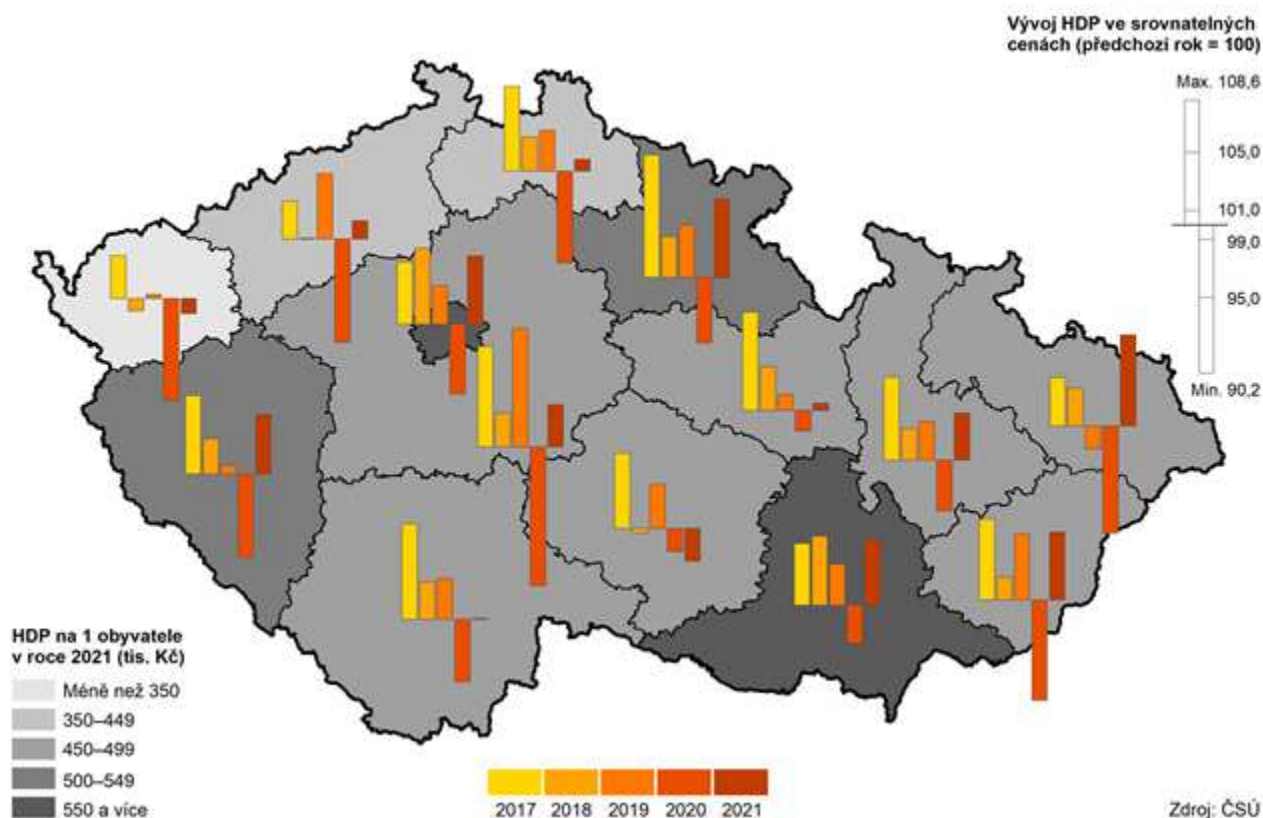 Vývoj HDP ve srovnatelných
cenách (předchozí rok = 100)
Max. 108,6
105,0
101,0
99,0
95,0
Min. 90,2
HDP na 1 obyvatele
v roce 2021 (tis. Kč)
Méně než 350
350–449
450–499
500–549
550 a více
2017 2018 2019 2020 2021
Zdroj: ČSÚ